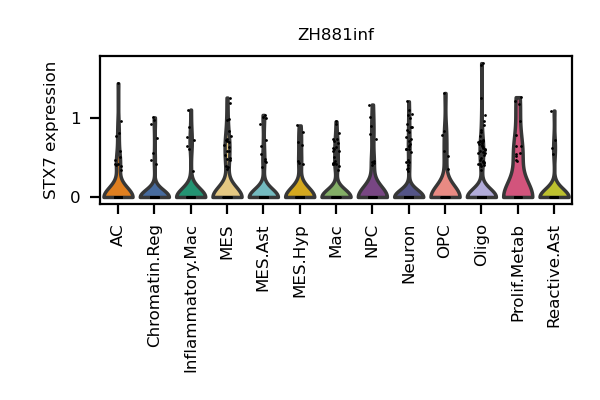 ZH881inf
STX7 expression
1
0
AC
Chromatin.Reg
Inflammatory.Mac
MES
MES.Ast
MES.Hyp
Mac
NPC
Neuron
OPC
Oligo
Prolif.Metab
Reactive.Ast